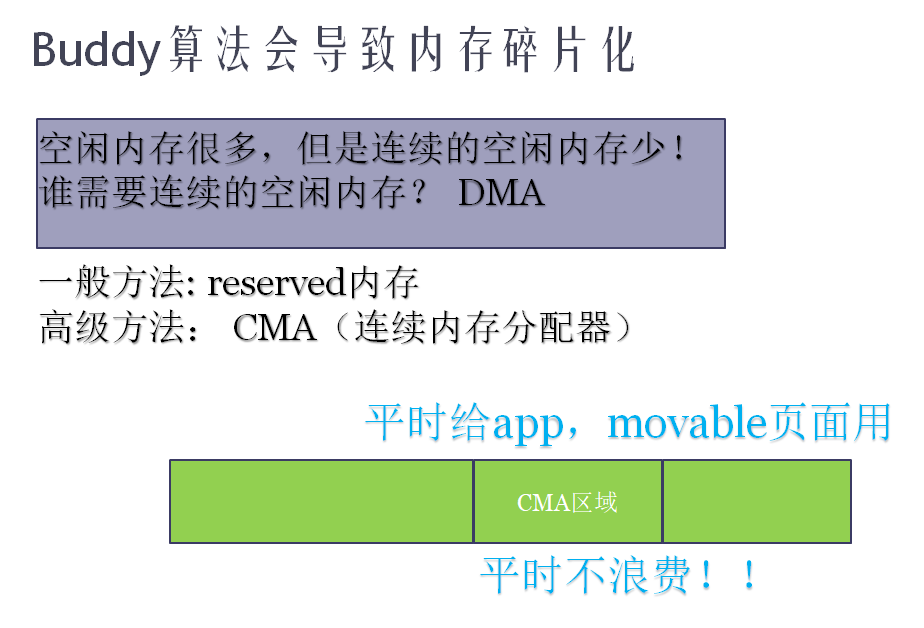 Buddy算法会导致内存碎片化
空闲内存很多，但是连续的空闲内存少！
谁需要连续的空闲内存？ DMA
一般方法: reserved内存
高级方法： CMA（连续内存分配器）
平时给app，movable页面用
CMA区域
平时不浪费！！